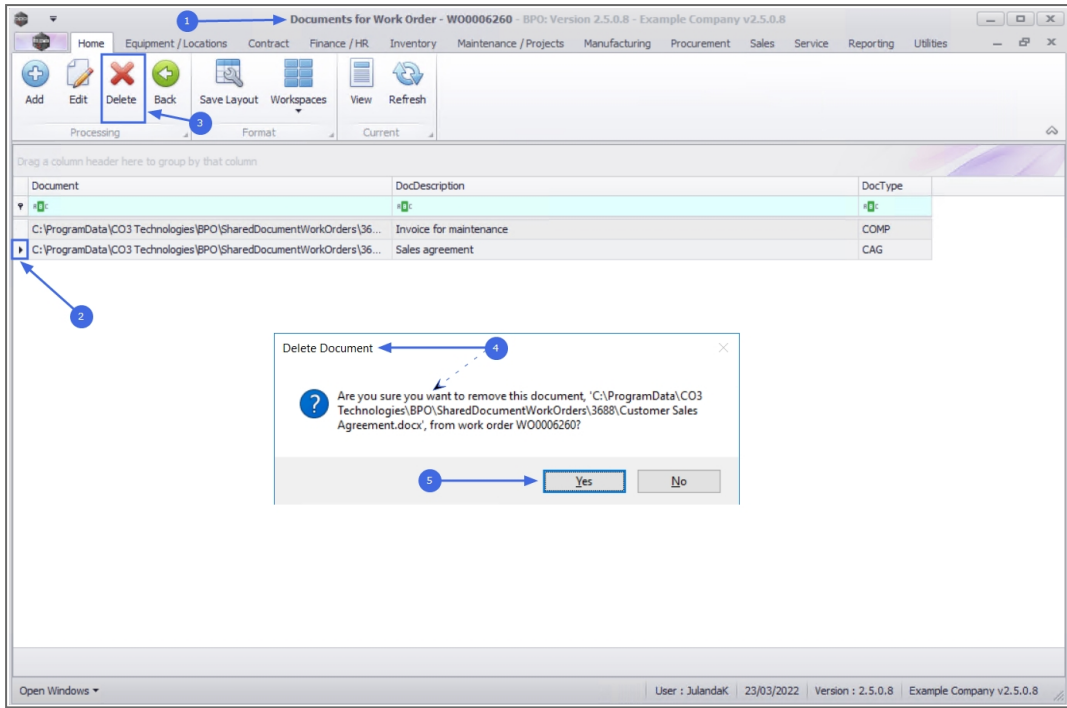 1
Documents for Work Order - WO0006260 - BPO: Version 2.5.0.8 - Example Company v2.5.0.8
Home Equipment / Locations Contract Finance / HR Inventory Maintenance / Projects Manufacturing Procurement Sales Service Reporting Utilities
Add Edit Delete Back Save Layout Workspaces View Refresh
3
Processing Format Current
Drag a column header here to group by that column
Document DocDescription DocType
C:\ProgramData\CO3 Technologies\BPO\SharedDocumentWorkOrders\36... Invoice for maintenance COMP
C:\ProgramData\CO3 Technologies\BPO\SharedDocumentWorkOrders\36... Sales agreement CAG
2
Delete Document 4
Are you sure you want to remove this document, 'C:\ProgramData\CO3
Technologies\BPO\SharedDocumentWorkOrders\3688\Customer Sales
Agreement.docx', from work order WO0006260?
5 Yes No
Open Windows User : JulandaK 23/03/2022 Version : 2.5.0.8 Example Company v2.5.0.8